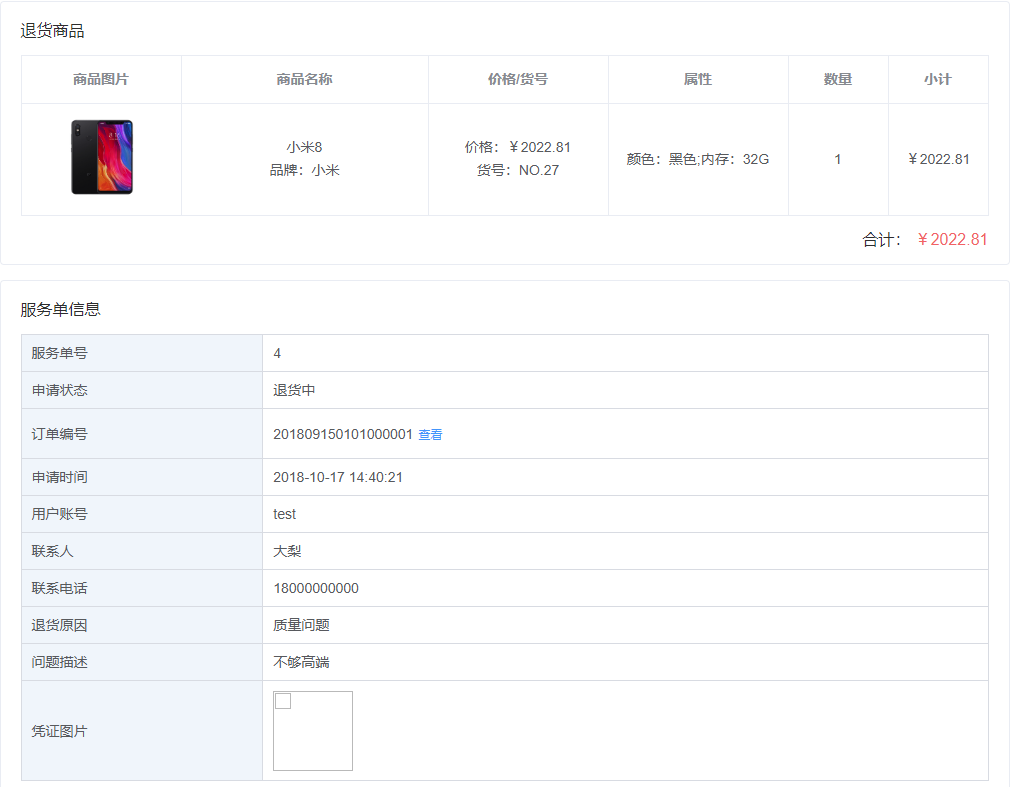 退货商品
商品图片 商品名称 价格/货号 属性 数量 小计
小米8
品牌：小米
价格：￥2022.81
货号：NO.27
颜色：黑色;内存：32G
1
￥2022.81
合计：￥2022.81
服务单信息
服务单号 4
申请状态 退货中
订单编号 201809150101000001 查看
申请时间 2018-10-17 14:40:21
用户账号 test
联系人 大梨
联系电话 18000000000
退货原因 质量问题
问题描述 不够高端
凭证图片